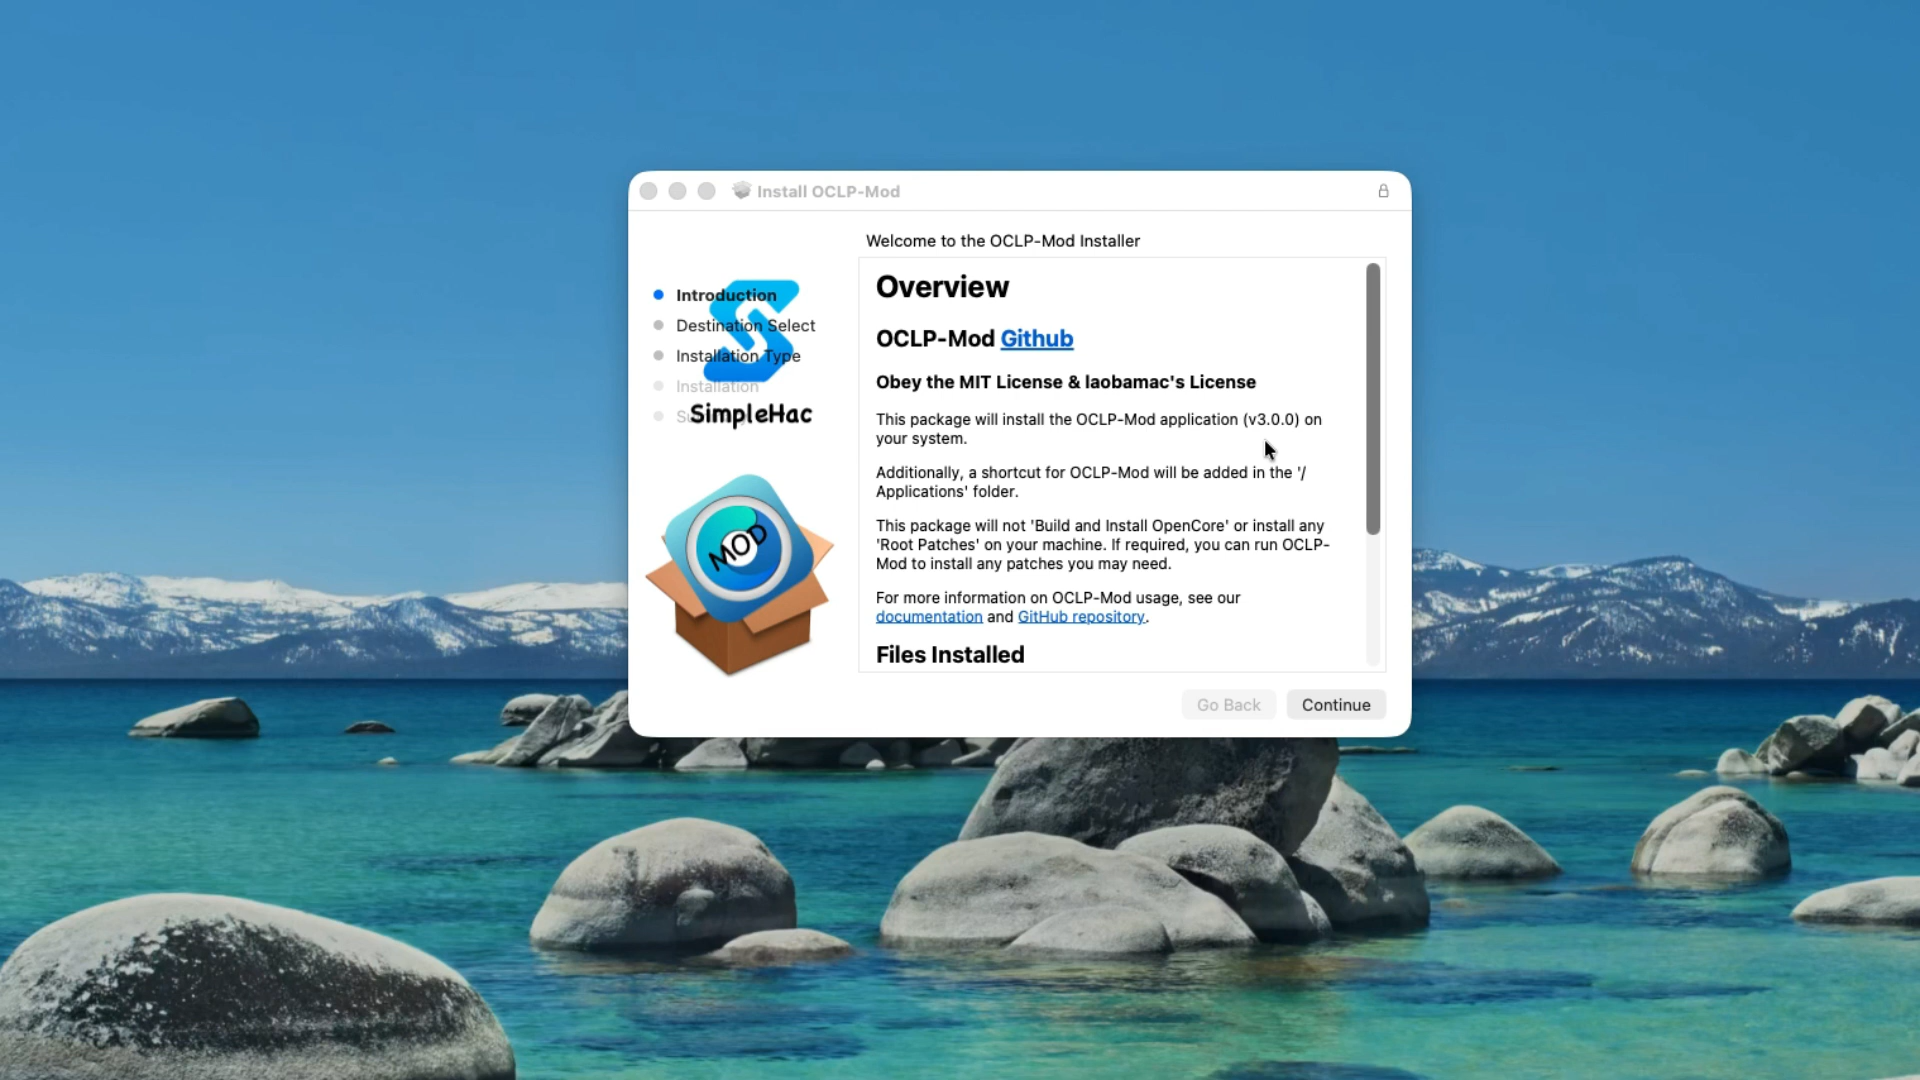 Install OCLP-Mod
Welcome to the OCLP-Mod Installer
Introduction
Destination Select
Installation Type
Installation
SimpleHac
MOD
Overview
OCLP-Mod Github
Obey the MIT License & laobamac's License
This package will install the OCLP-Mod application (v3.0.0) on
your system.
Additionally, a shortcut for OCLP-Mod will be added in the '/
Applications' folder.
This package will not 'Build and Install OpenCore' or install any
'Root Patches' on your machine. If required, you can run OCLP-
Mod to install any patches you may need.
For more information on OCLP-Mod usage, see our
documentation and GitHub repository.
Files Installed
Go Back
Continue